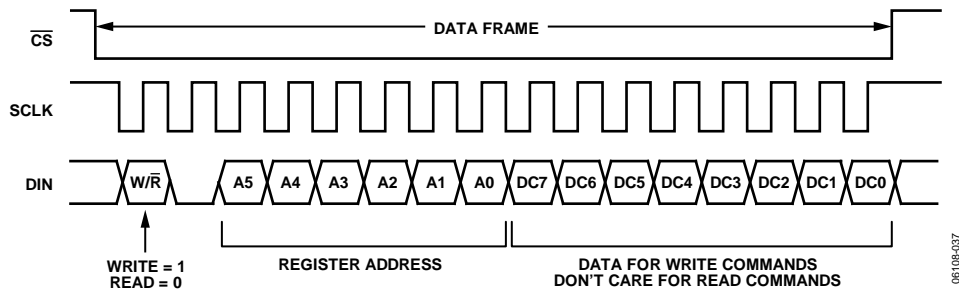 DATA FRAME
C̅S̅
SCLK
DIN
W/R̅
A5 A4 A3 A2 A1 A0 DC7 DC6 DC5 DC4 DC3 DC2 DC1 DC0
WRITE = 1
READ = 0
REGISTER ADDRESS
DATA FOR WRITE COMMANDS
DON'T CARE FOR READ COMMANDS
06108-037